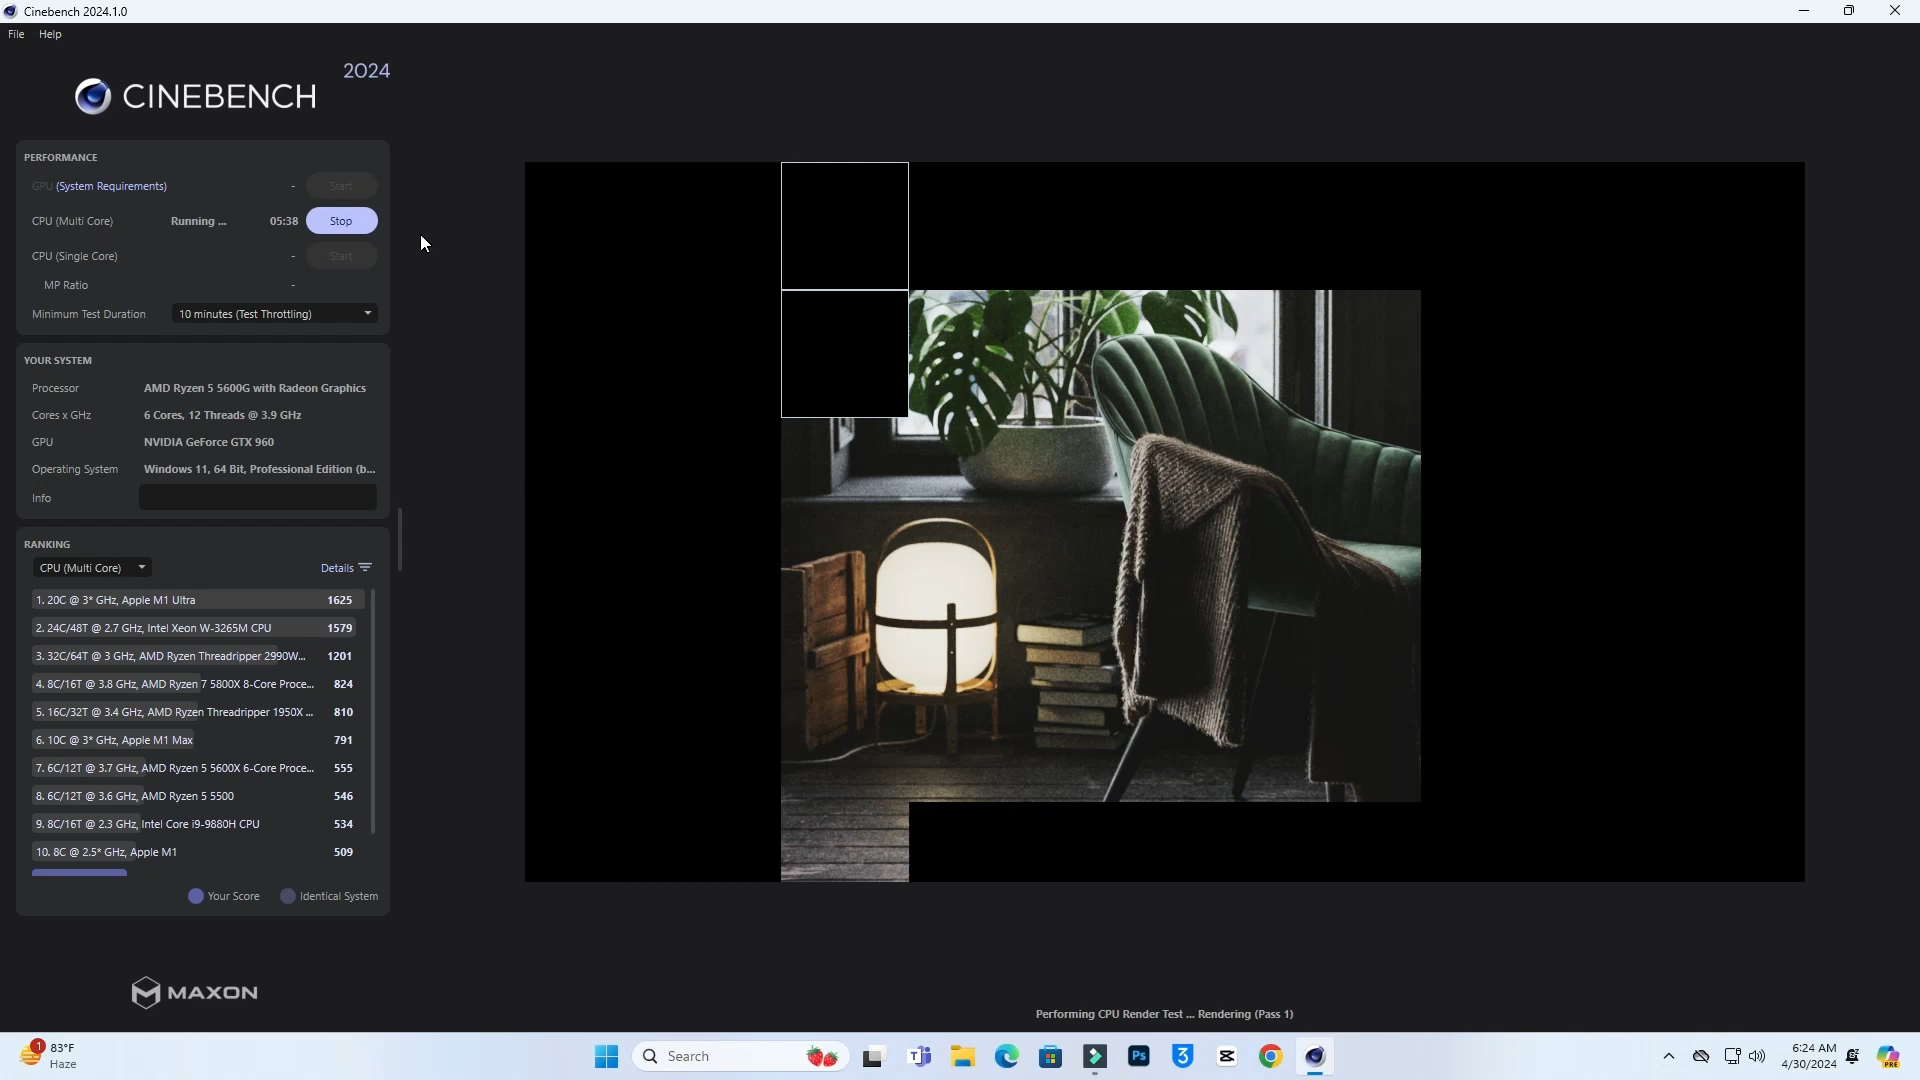 Cinebench 2024.1.0
File Help
2024
CINEBENCH
PERFORMANCE
GPU (System Requirements) - Start
CPU (Multi Core) Running ... 05:38 Stop
CPU (Single Core) - Start
MP Ratio -
Minimum Test Duration 10 minutes (Test Throttling)
YOUR SYSTEM
Processor AMD Ryzen 5 5600G with Radeon Graphics
Cores x GHz 6 Cores, 12 Threads @ 3.9 GHz
GPU NVIDIA GeForce GTX 960
Operating System Windows 11, 64 Bit, Professional Edition (b...
Info
RANKING
CPU (Multi Core) Details
1. 20C @ 3* GHz, Apple M1 Ultra 1625
2. 24C/48T @ 2.7 GHz, Intel Xeon W-3265M CPU 1579
3. 32C/64T @ 3 GHz, AMD Ryzen Threadripper 2990W... 1201
4. 8C/16T @ 3.8 GHz, AMD Ryzen 7 5800X 8-Core Proce... 824
5. 16C/32T @ 3.4 GHz, AMD Ryzen Threadripper 1950X ... 810
6. 10C @ 3* GHz, Apple M1 Max 791
7. 6C/12T @ 3.7 GHz, AMD Ryzen 5 5600X 6-Core Proce... 555
8. 6C/12T @ 3.6 GHz, AMD Ryzen 5 5500 546
9. 8C/16T @ 2.3 GHz, Intel Core i9-9880H CPU 534
10. 8C @ 2.5* GHz, Apple M1 509
Your Score Identical System
MAXON
Performing CPU Render Test ... Rendering (Pass 1)
1 83°F
Haze
Search
Ps
3
PRE
6:24 AM
4/30/2024